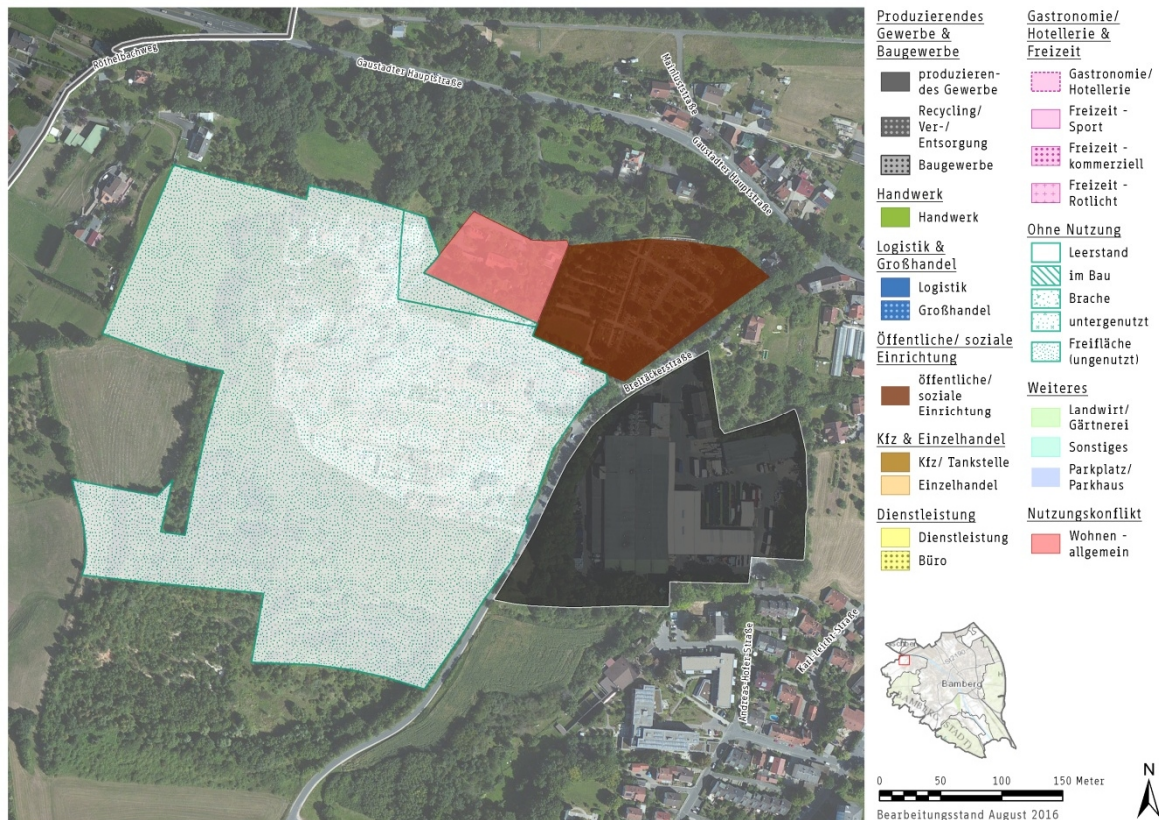 Röthelbachweg
Gaustadter Hauptstraße
Mainluststraße
Gaustadter Hauptstraße
Breitäckerstraße
Andreas-Hofer-Straße
Karl-Leicht-Straße
Produzierendes
Gewerbe &
Baugewerbe
produzieren-
des Gewerbe
Recycling/
Ver-/
Entsorgung
Baugewerbe
Handwerk
Handwerk
Logistik &
Großhandel
Logistik
Großhandel
Öffentliche/ soziale
Einrichtung
öffentliche/
soziale
Einrichtung
Kfz & Einzelhandel
Kfz/ Tankstelle
Einzelhandel
Dienstleistung
Dienstleistung
Büro
Gastronomie/
Hotellerie &
Freizeit
Gastronomie/
Hotellerie
Freizeit -
Sport
Freizeit -
kommerziell
Freizeit -
Rotlicht
Ohne Nutzung
Leerstand
im Bau
Brache
untergenutzt
Freifläche
(ungenutzt)
Weiteres
Landwirt/
Gärtnerei
Sonstiges
Parkplatz/
Parkhaus
Nutzungskonflikt
Wohnen -
allgemein
Bamberg
0 50 100 150 Meter
Bearbeitungsstand August 2016
N